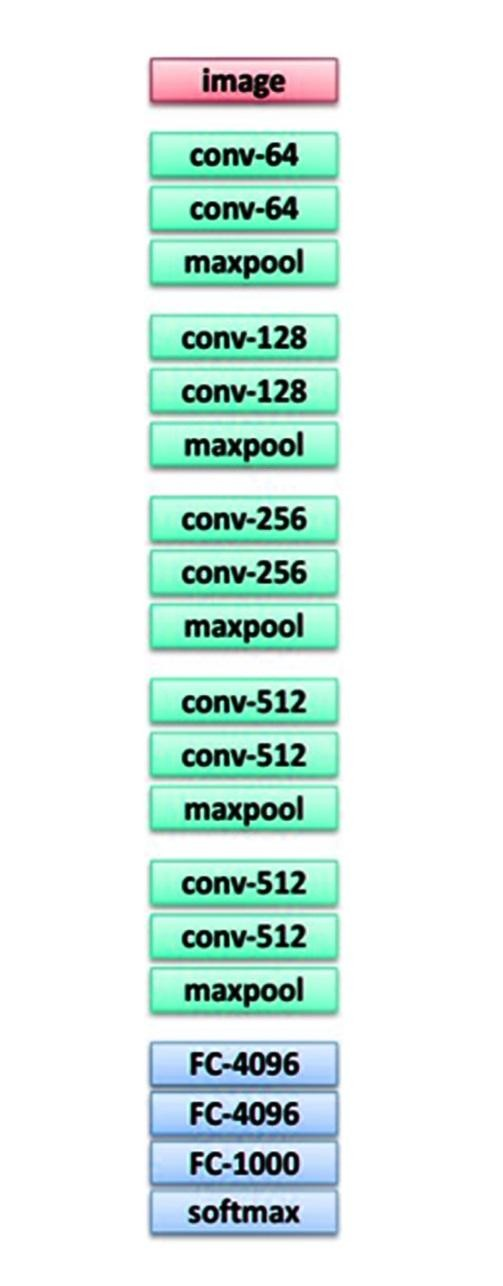 image
conv-64
conv-64
maxpool
conv-128
conv-128
maxpool
conv-256
conv-256
maxpool
conv-512
conv-512
maxpool
conv-512
conv-512
maxpool
FC-4096
FC-4096
FC-1000
softmax